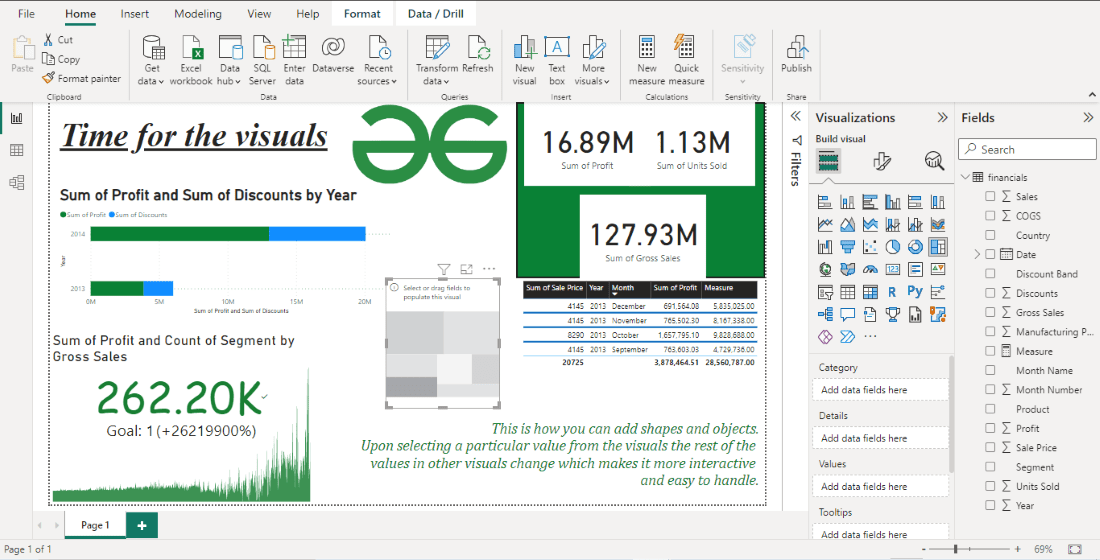 File Home Insert Modeling View Help Format Data / Drill
Paste
Cut
Copy
Format painter
Clipboard
Get data
Excel workbook
Data hub
SQL Server
Enter data
Dataverse
Recent sources
Data
Transform data
Refresh
Queries
New visual
Text box
More visuals
Insert
New measure
Quick measure
Calculations
Sensitivity
Sensitivity
Publish
Share
Time for the visuals
16.89M
Sum of Profit
1.13M
Sum of Units Sold
127.93M
Sum of Gross Sales
Sum of Profit and Sum of Discounts by Year
Sum of Profit Sum of Discounts
Year
2014
2013
0M 5M 10M 15M 20M
Sum of Profit and Sum of Discounts
Select or drag fields to
populate this visual
Sum of Sale Price Year Month Sum of Profit Measure
4145 2013 December 691,564.08 5,835,025.00
4145 2013 November 765,502.30 8,167,338.00
8290 2013 October 1,657,795.10 9,828,688.00
4145 2013 September 763,603.03 4,729,736.00
20725 3,878,464.51 28,560,787.00
Sum of Profit and Count of Segment by
Gross Sales
262.20K
Goal: 1 (+26219900%)
This is how you can add shapes and objects.
Upon selecting a particular value from the visuals the rest of the
values in other visuals change which makes it more interactive
and easy to handle.
Filters
Visualizations
Build visual
123
R Py
Category
Add data fields here
Details
Add data fields here
Values
Add data fields here
Tooltips
Add data fields here
Fields
Search
financials
Sales
COGS
Country
Date
Discount Band
Discounts
Gross Sales
Manufacturing P...
Measure
Month Name
Month Number
Product
Profit
Sale Price
Segment
Units Sold
Year
Page 1
Page 1 of 1
69%